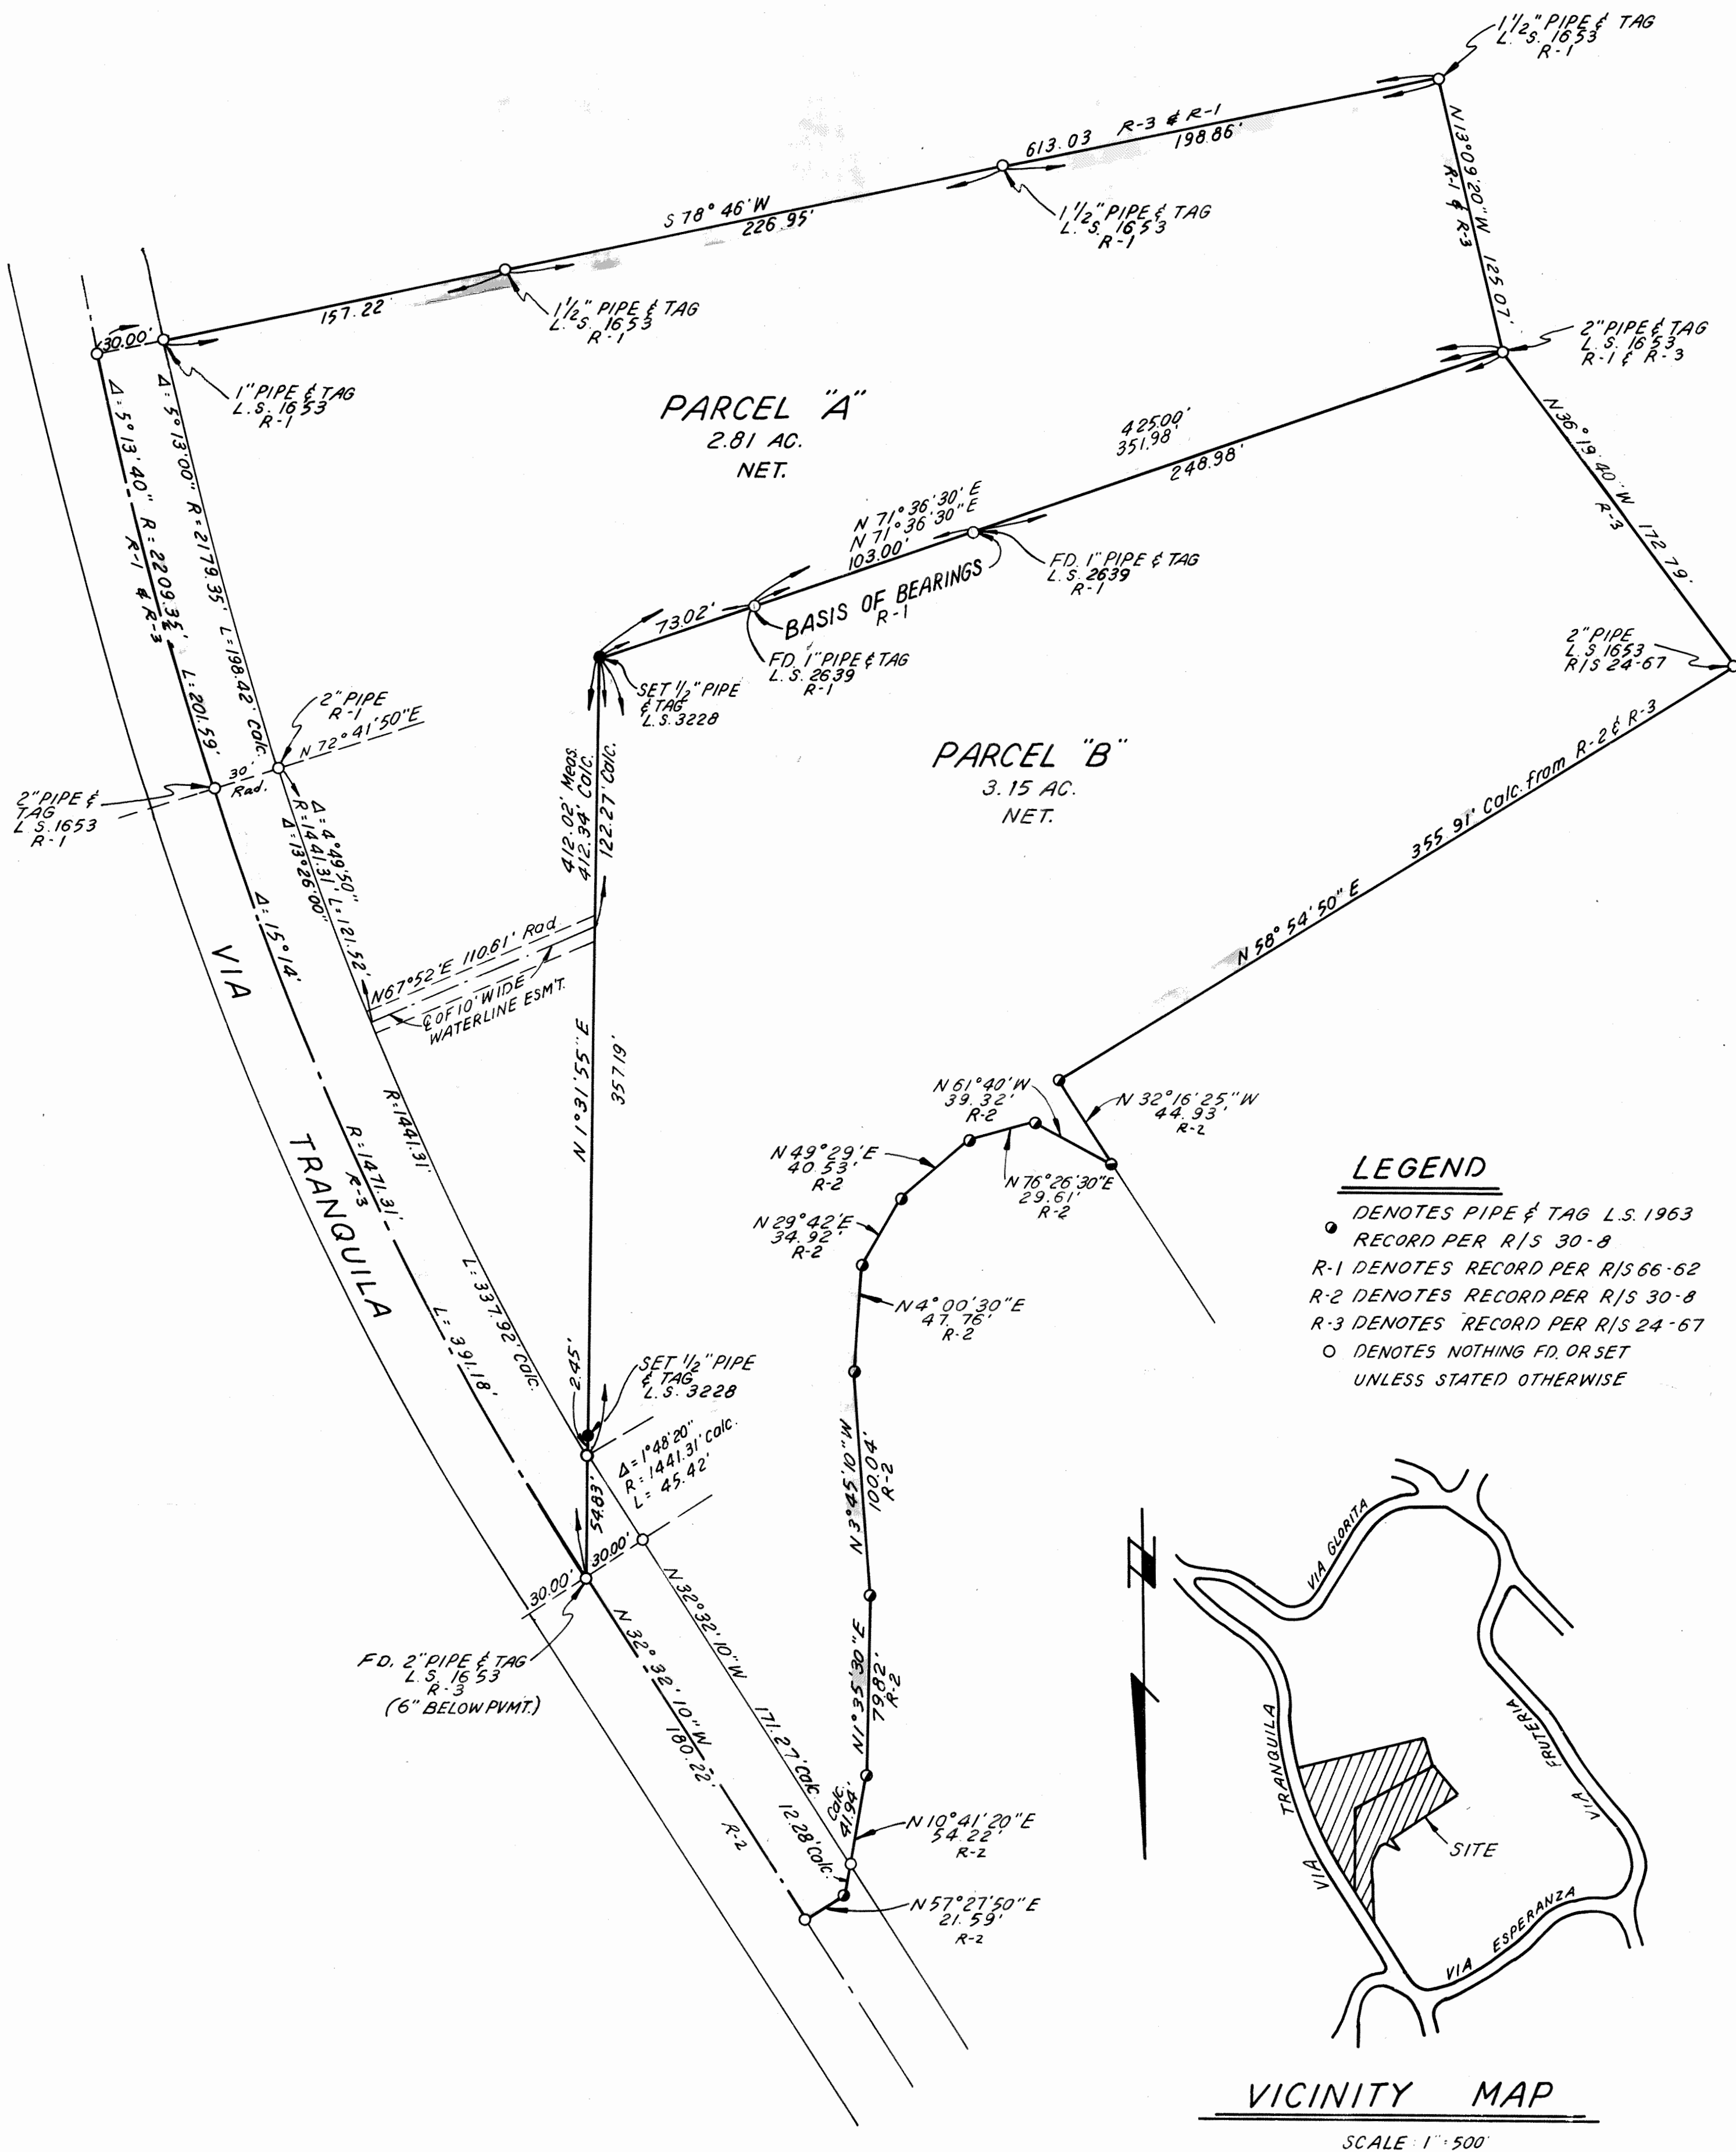 1 1/2" PIPE & TAG
L. S. 1653
R-1
613.03 R-3 & R-1
198.86'
N13°09'20"W 125.07'
R-1 & R-3
1 1/2" PIPE & TAG
L. S. 1653
R-1
S 78° 46' W
226.95'
1 1/2" PIPE & TAG
L. S. 1653
R-1
157.22'
30.00'
1" PIPE & TAG
L.S. 1653
R-1
2" PIPE & TAG
L. S. 1653
R-1 & R-3
PARCEL "A"
2.81 AC.
NET.
425.00'
351.98'
248.98'
N 71° 36' 30' E
N 71° 36' 30" E
103.00'
FD. 1" PIPE & TAG
L.S. 2639
R-1
BASIS OF BEARINGS
R-1
73.02'
FD. 1" PIPE & TAG
L.S. 2639
R-1
SET 1/2" PIPE
& TAG
L.S. 3228
N36°19'40"W 172.79'
R-3
2" PIPE
L.S 1653
R/S 24-67
Δ= 5°13'40" R= 2209.35' L=201.59'
R-1 & R-3
Δ= 5°13'00" R=2179.35' L=198.42' Calc.
2" PIPE
R-1
N 72°41'50"E
30'
Rad.
2" PIPE &
TAG
L.S. 1653
R-1
Δ= 4°49'50"
R=1441.31' L=121.52'
Δ=13°26'00"
412.02' Meas.
412.34' Calc.
122.27' Calc.
PARCEL "B"
3.15 AC.
NET.
355.91' Calc. from R-2 & R-3
N 58° 54' 50" E
Δ= 15°14'
N67°52'E 110.61' Rad.
℄ OF 10' WIDE
WATERLINE ESM'T.
N 1°31'55" E
357.19'
VIA
TRANQUILA
R=1441.31'
R=1471.31'
R-3
L=337.92' Calc.
L= 391.18'
N 61°40'W
39.32'
R-2
N 32°16'25"W
44.93'
R-2
N 49°29'E
40.53'
R-2
N 76°26'30"E
29.61'
R-2
N 29°42'E
34.92'
R-2
N4°00'30"E
47.76'
R-2
LEGEND
DENOTES PIPE & TAG L.S. 1963
RECORD PER R/S 30-8
R-1 DENOTES RECORD PER R/S 66-62
R-2 DENOTES RECORD PER R/S 30-8
R-3 DENOTES RECORD PER R/S 24-67
DENOTES NOTHING FD. OR SET
UNLESS STATED OTHERWISE
2.45'
SET 1/2" PIPE
& TAG
L.S. 3228
Δ=1°48'20"
R=1441.31' Calc.
L= 45.42'
54.83'
30.00'
30.00'
N 3°45'10"W
100.04'
R-2
FD. 2" PIPE & TAG
L.S. 1653
R-3
(6" BELOW PVMT.)
N 32°32'10"W
180.22'
R-2
N 32°32'10"W
171.27' Calc.
12.28' Calc.
N1°35'30"E
79.82'
R-2
Calc.
41.94'
N 10°41'20"E
54.22'
R-2
N57°27'50"E
21.59'
R-2
N
VIA GLORITA
TRANQUILA
VIA
FRUTERIA
VIA
SITE
VIA ESPERANZA
VICINITY MAP
SCALE : 1" = 500'